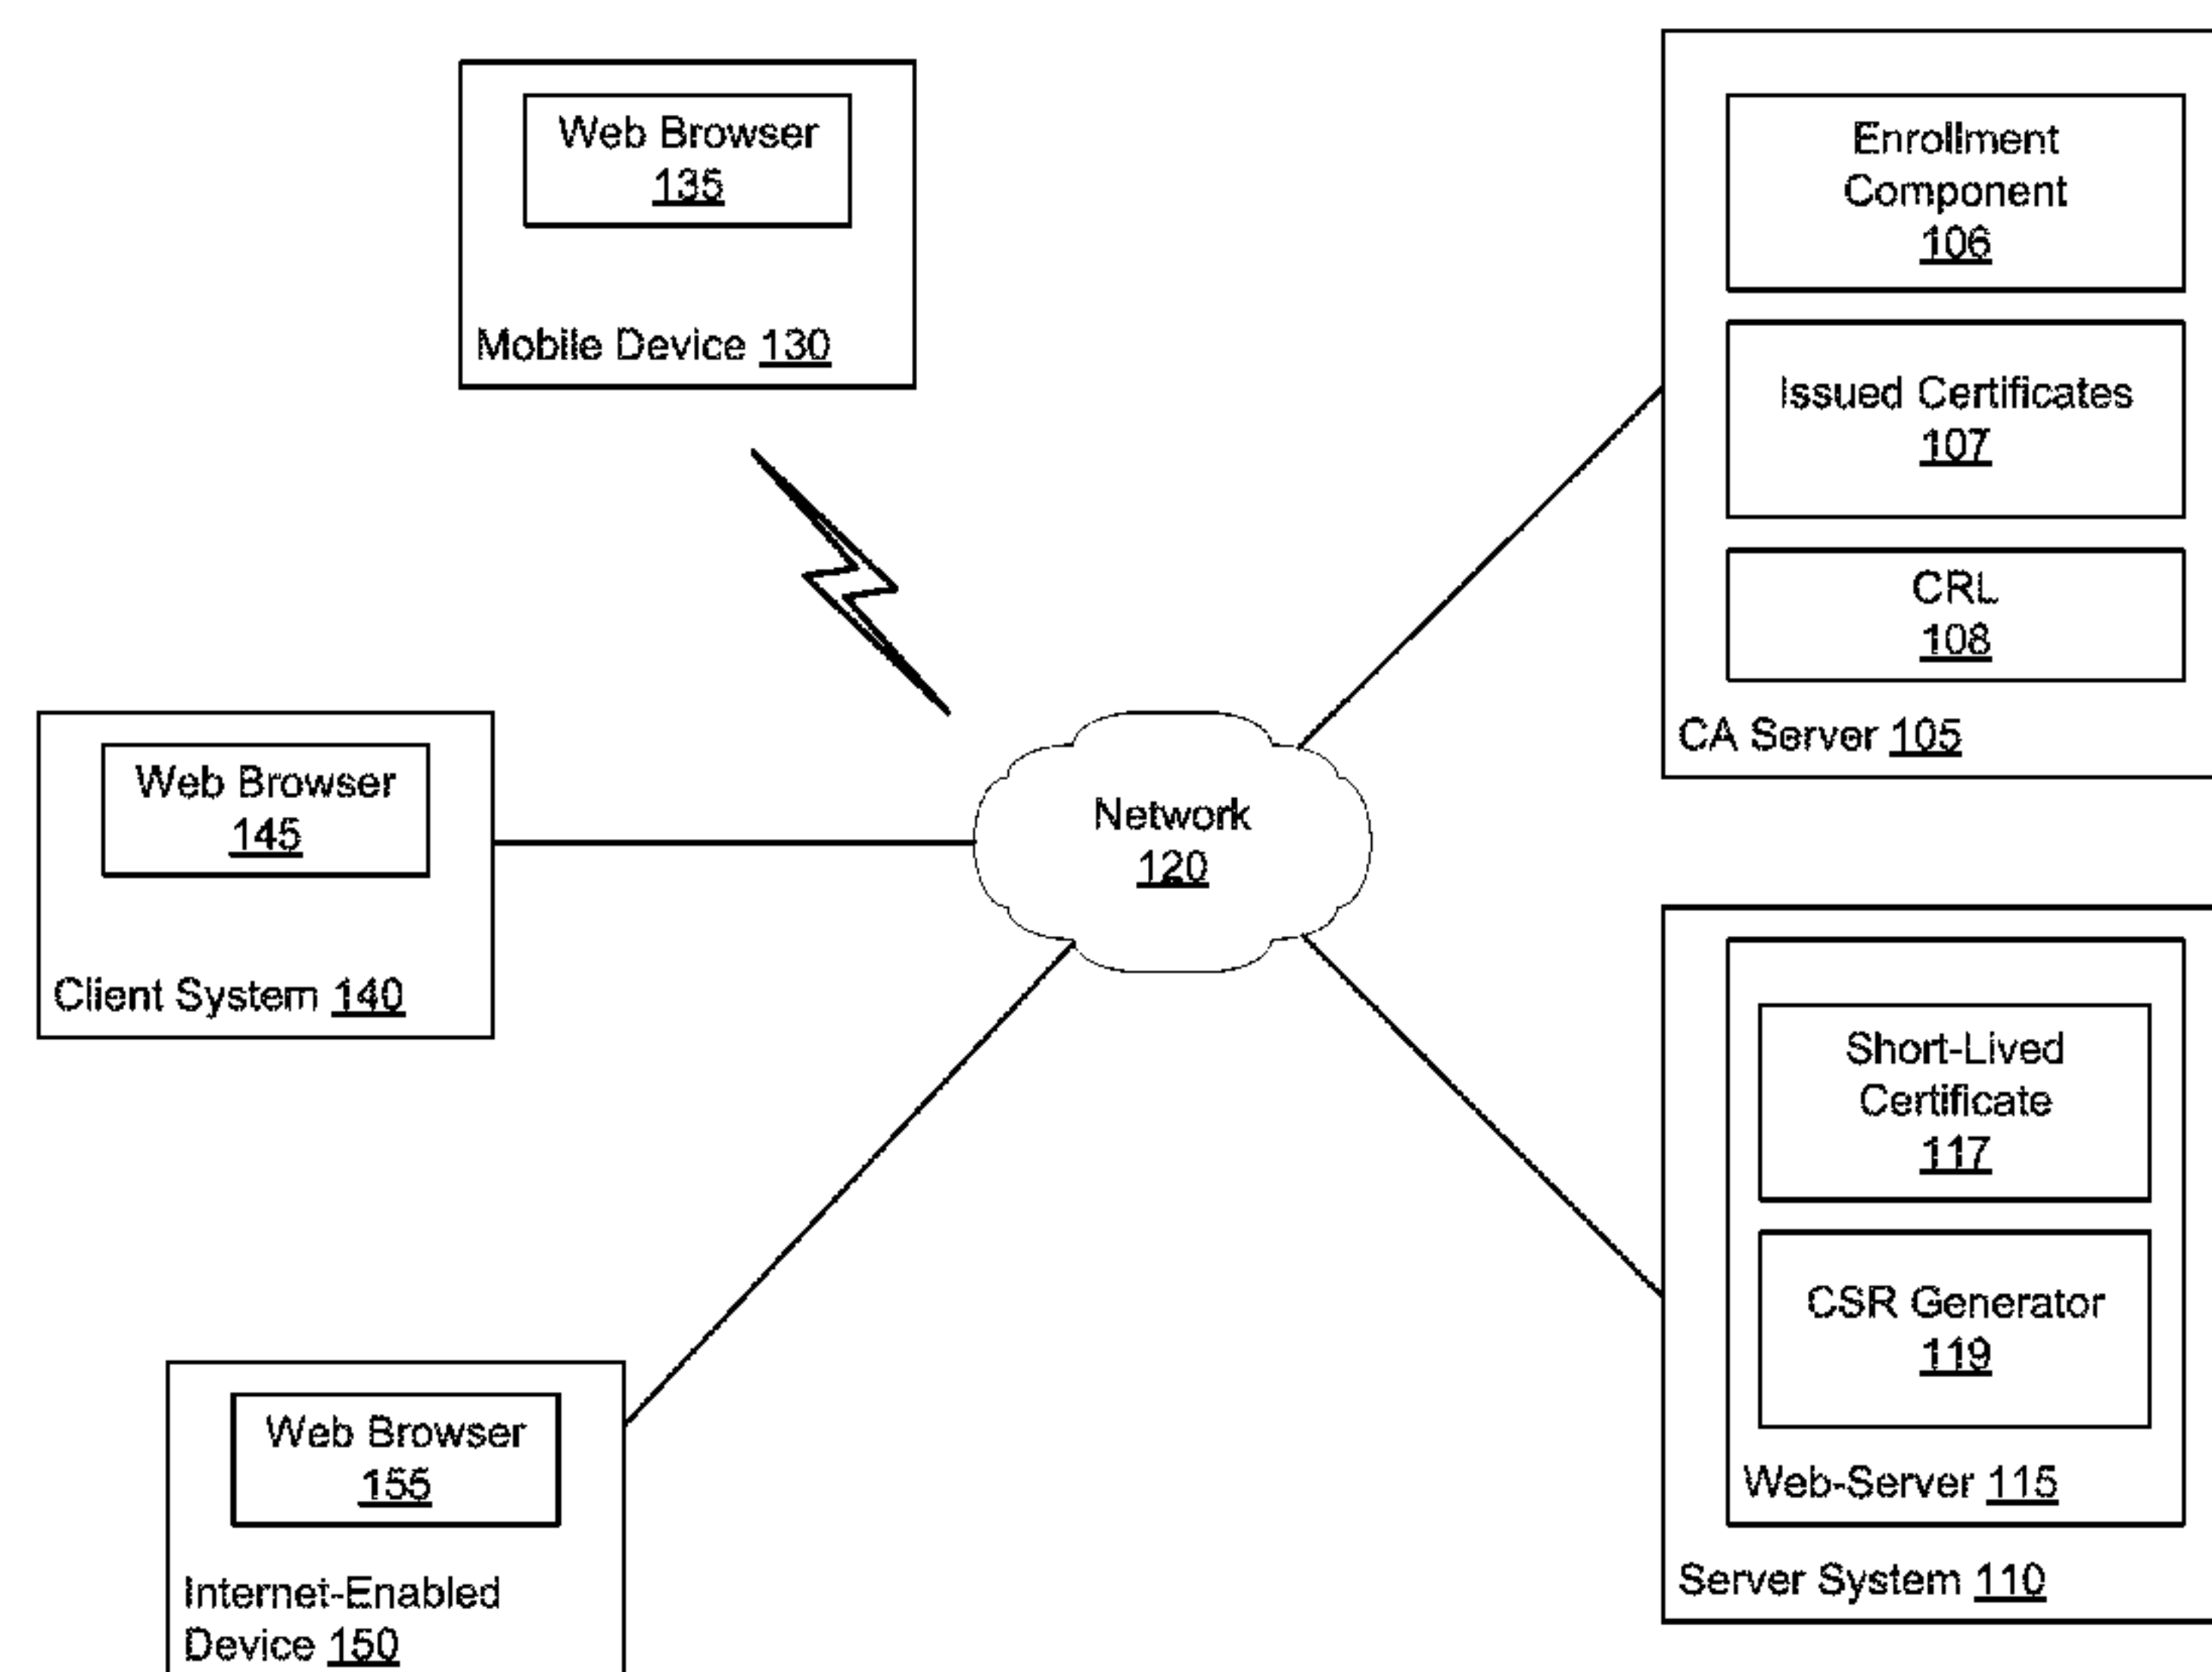 Web Browser
135
Mobile Device 130
Enrollment
Component
106
Issued Certificates
107
CRL
108
CA Server 105
Web Browser
145
Client System 140
Network
120
Short-Lived
Certificate
117
CSR Generator
119
Web-Server 115
Server System 110
Web Browser
155
Internet-Enabled
Device 150